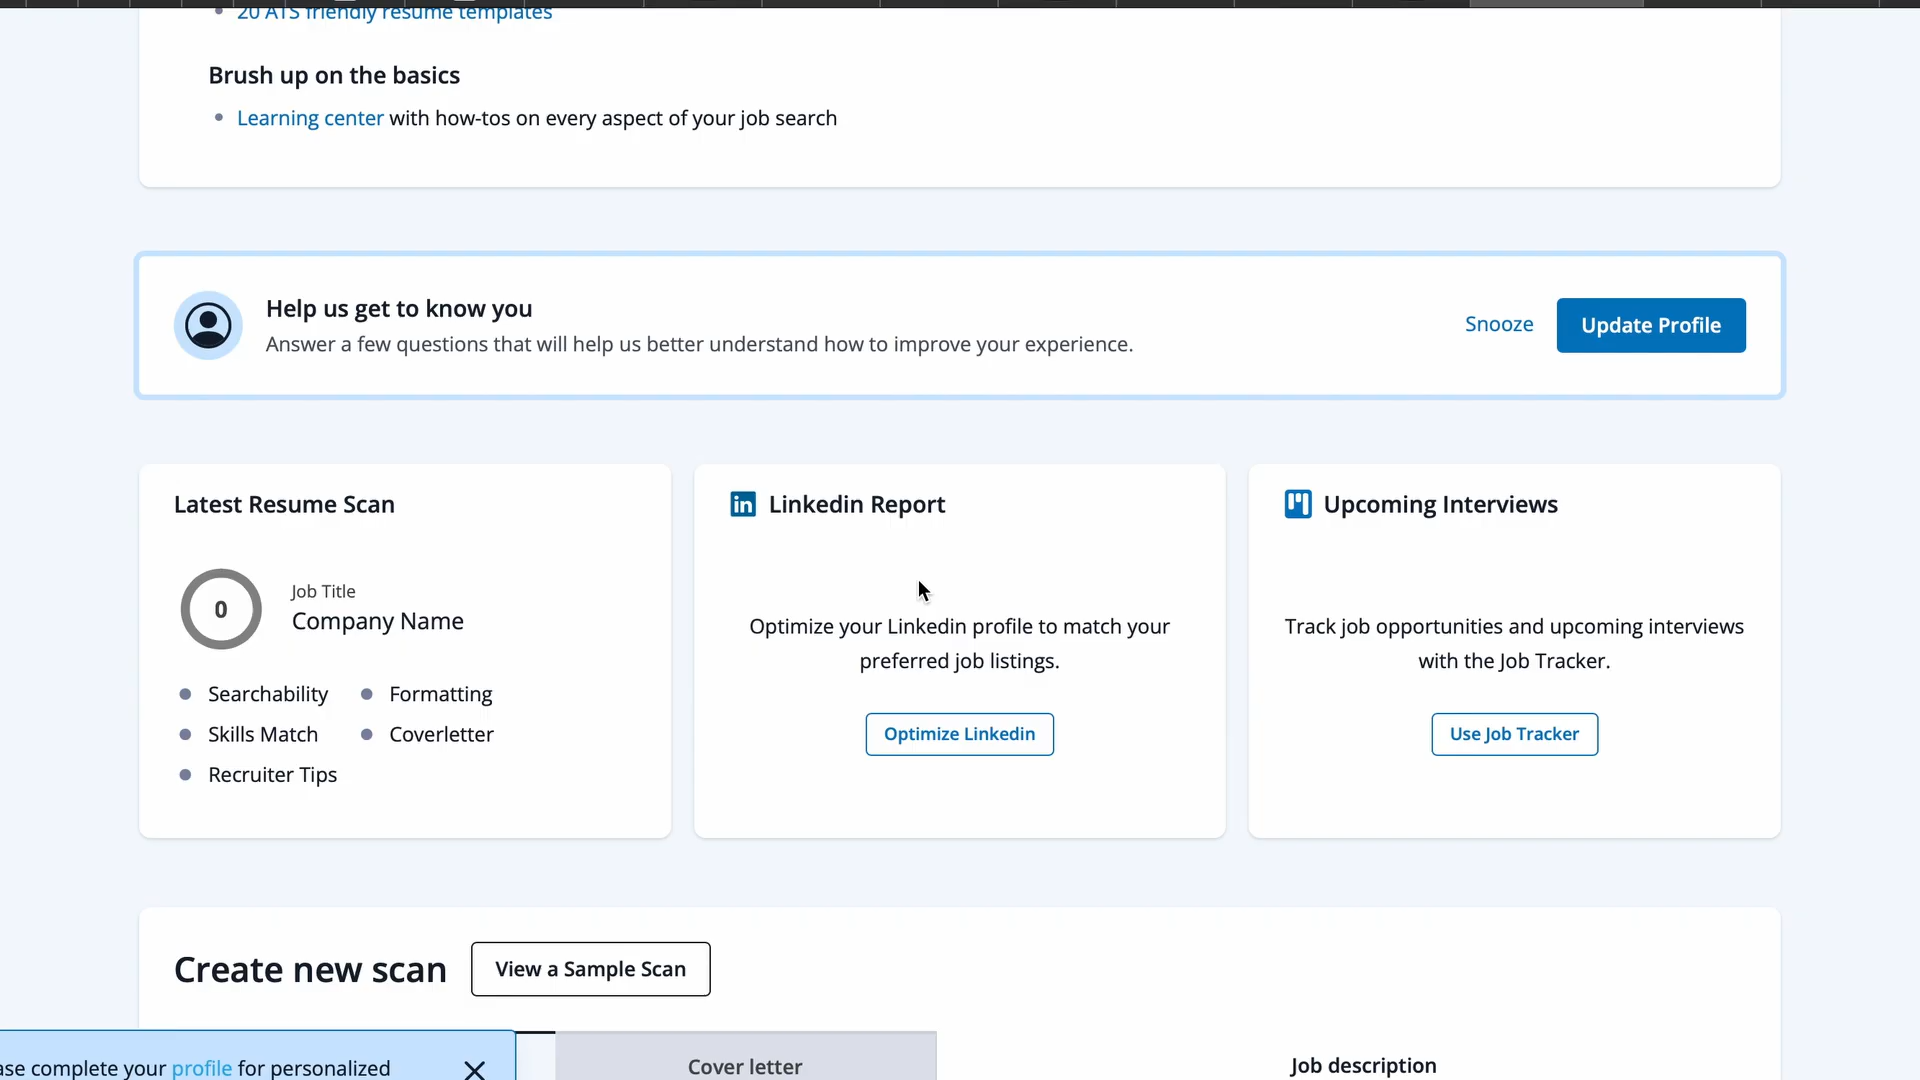 20 ATS friendly resume templates
Brush up on the basics
Learning center with how-tos on every aspect of your job search
Help us get to know you
Answer a few questions that will help us better understand how to improve your experience.
Snooze
Update Profile
Latest Resume Scan
0
Job Title
Company Name
Searchability
Formatting
Skills Match
Coverletter
Recruiter Tips
Linkedin Report
Optimize your Linkedin profile to match your
preferred job listings.
Optimize Linkedin
Upcoming Interviews
Track job opportunities and upcoming interviews
with the Job Tracker.
Use Job Tracker
Create new scan
View a Sample Scan
complete your profile for personalized
Cover letter
Job description